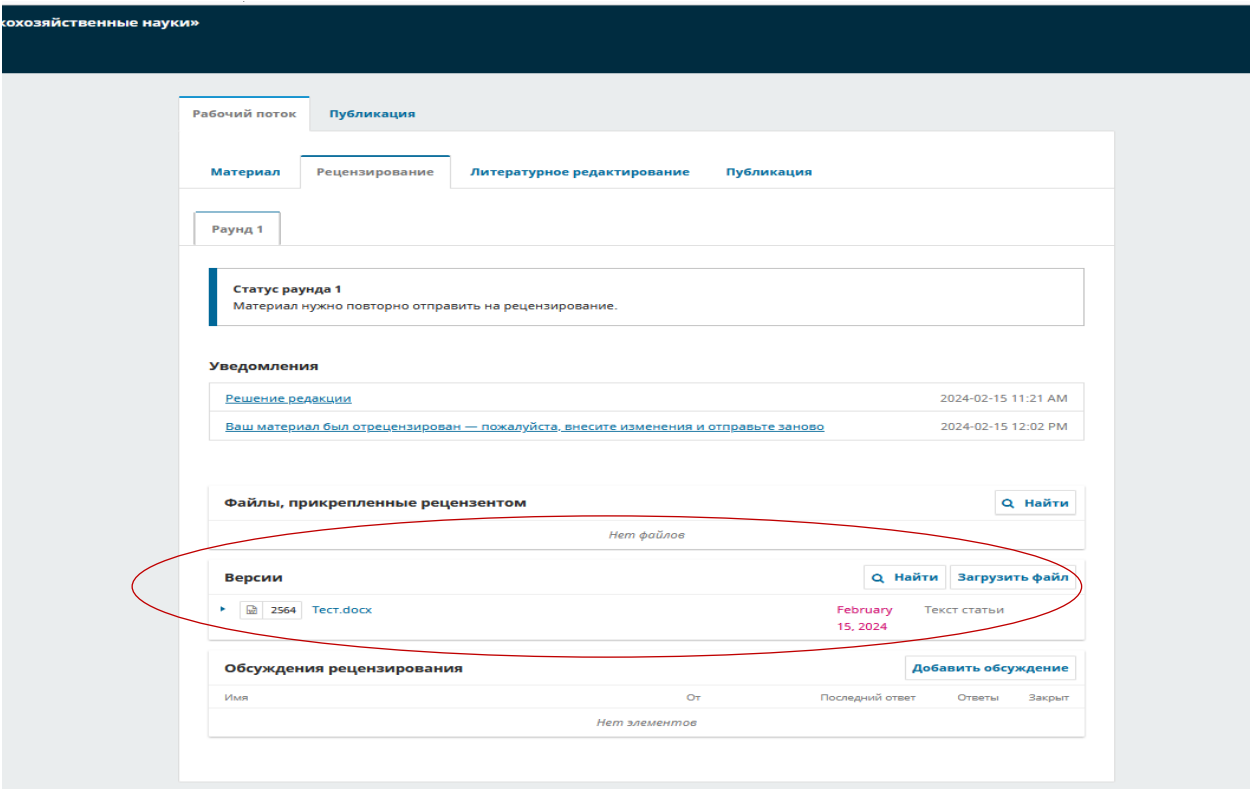 кохозяйственные науки»
Рабочий поток Публикация
Материал Рецензирование Литературное редактирование Публикация
Раунд 1
Статус раунда 1
Материал нужно повторно отправить на рецензирование.
Уведомления
Решение редакции 2024-02-15 11:21 AM
Ваш материал был отрецензирован — пожалуйста, внесите изменения и отправьте заново 2024-02-15 12:02 PM
Файлы, прикрепленные рецензентом Найти
Нет файлов
Версии Найти Загрузить файл
2564 Тест.docx February 15, 2024 Текст статьи
Обсуждения рецензирования Добавить обсуждение
Имя От Последний ответ Ответы Закрыт
Нет элементов